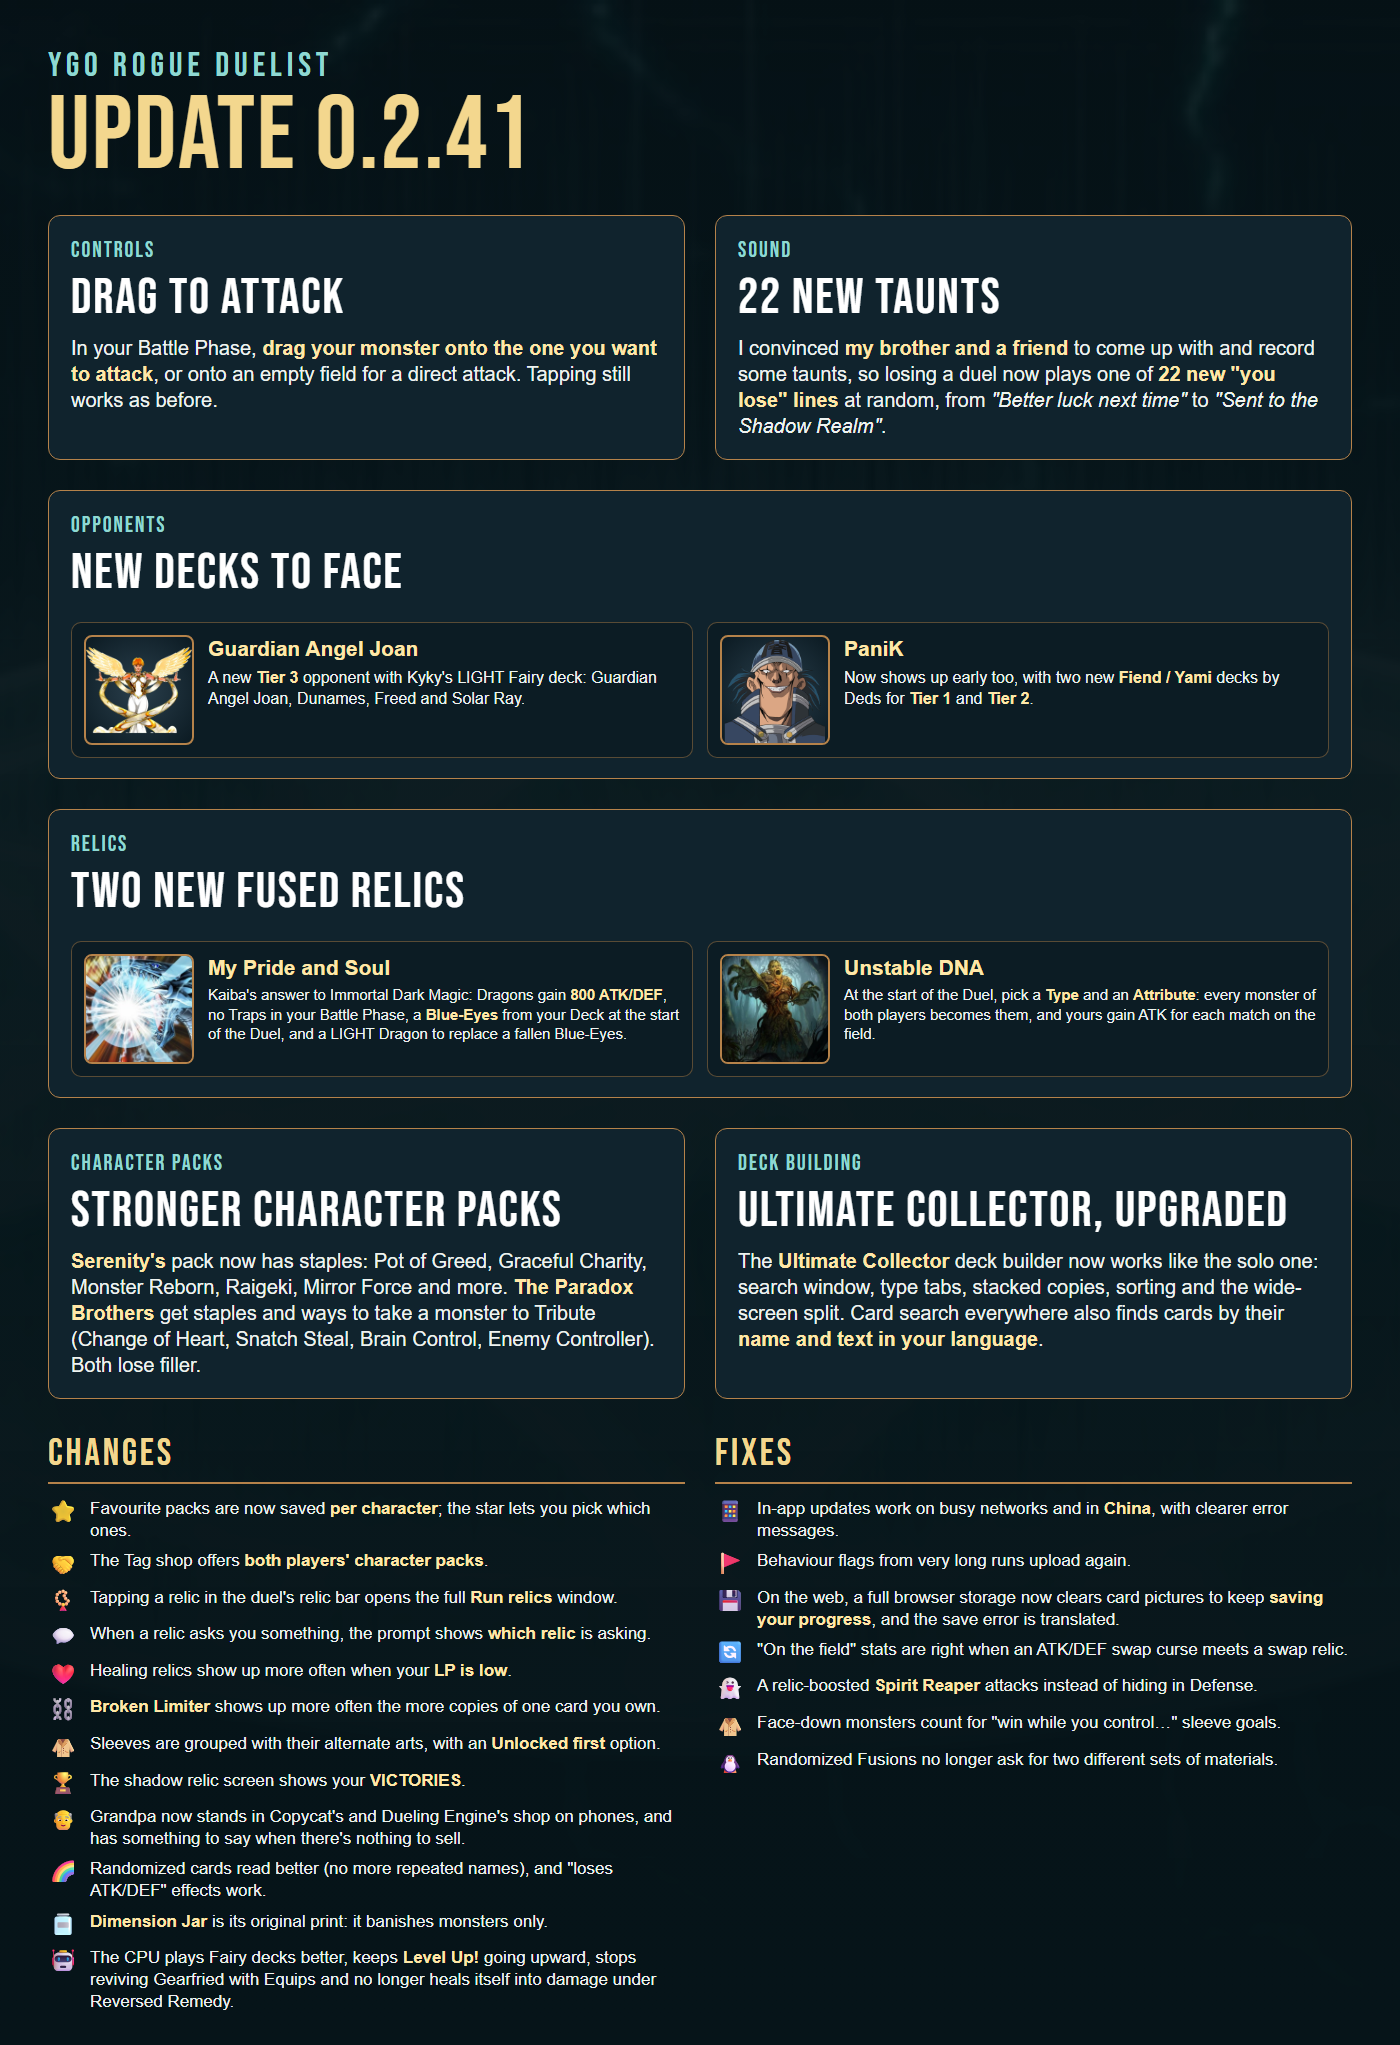 YGO ROGUE DUELIST
UPDATE 0.2.41
CONTROLS
DRAG TO ATTACK
In your Battle Phase, drag your monster onto the one you want
to attack, or onto an empty field for a direct attack. Tapping still
works as before.
SOUND
22 NEW TAUNTS
I convinced my brother and a friend to come up with and record
some taunts, so losing a duel now plays one of 22 new "you
lose" lines at random, from "Better luck next time" to "Sent to the
Shadow Realm".
OPPONENTS
NEW DECKS TO FACE
Guardian Angel Joan
A new Tier 3 opponent with Kyky's LIGHT Fairy deck: Guardian
Angel Joan, Dunames, Freed and Solar Ray.
PaniK
Now shows up early too, with two new Fiend / Yami decks by
Deds for Tier 1 and Tier 2.
RELICS
TWO NEW FUSED RELICS
My Pride and Soul
Kaiba's answer to Immortal Dark Magic: Dragons gain 800 ATK/DEF,
no Traps in your Battle Phase, a Blue-Eyes from your Deck at the start
of the Duel, and a LIGHT Dragon to replace a fallen Blue-Eyes.
Unstable DNA
At the start of the Duel, pick a Type and an Attribute: every monster of
both players becomes them, and yours gain ATK for each match on the
field.
CHARACTER PACKS
STRONGER CHARACTER PACKS
Serenity's pack now has staples: Pot of Greed, Graceful Charity,
Monster Reborn, Raigeki, Mirror Force and more. The Paradox
Brothers get staples and ways to take a monster to Tribute
(Change of Heart, Snatch Steal, Brain Control, Enemy Controller).
Both lose filler.
DECK BUILDING
ULTIMATE COLLECTOR, UPGRADED
The Ultimate Collector deck builder now works like the solo one:
search window, type tabs, stacked copies, sorting and the wide-
screen split. Card search everywhere also finds cards by their
name and text in your language.
CHANGES
Favourite packs are now saved per character; the star lets you pick which
ones.
The Tag shop offers both players' character packs.
Tapping a relic in the duel's relic bar opens the full Run relics window.
When a relic asks you something, the prompt shows which relic is asking.
Healing relics show up more often when your LP is low.
Broken Limiter shows up more often the more copies of one card you own.
Sleeves are grouped with their alternate arts, with an Unlocked first option.
The shadow relic screen shows your VICTORIES.
Grandpa now stands in Copycat's and Dueling Engine's shop on phones, and
has something to say when there's nothing to sell.
Randomized cards read better (no more repeated names), and "loses
ATK/DEF" effects work.
Dimension Jar is its original print: it banishes monsters only.
The CPU plays Fairy decks better, keeps Level Up! going upward, stops
reviving Gearfried with Equips and no longer heals itself into damage under
Reversed Remedy.
FIXES
In-app updates work on busy networks and in China, with clearer error
messages.
Behaviour flags from very long runs upload again.
On the web, a full browser storage now clears card pictures to keep saving
your progress, and the save error is translated.
"On the field" stats are right when an ATK/DEF swap curse meets a swap relic.
A relic-boosted Spirit Reaper attacks instead of hiding in Defense.
Face-down monsters count for "win while you control…" sleeve goals.
Randomized Fusions no longer ask for two different sets of materials.